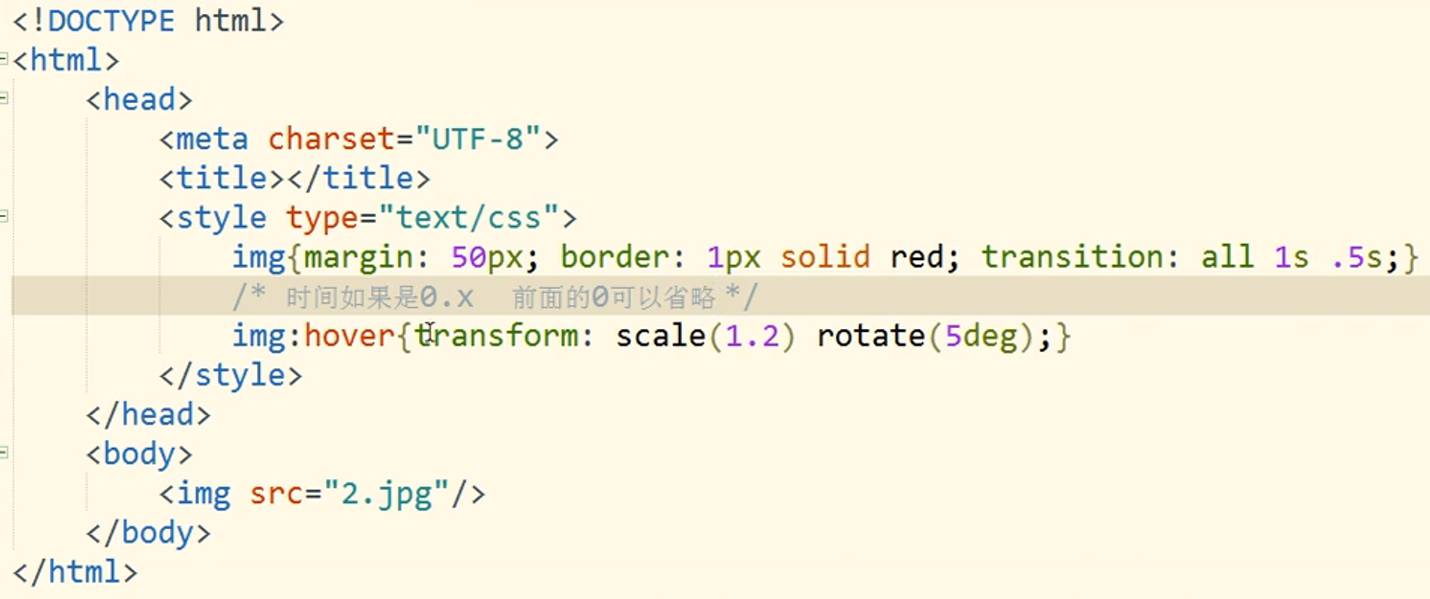 <!DOCTYPE html>
<html>
<head>
<meta charset="UTF-8">
<title></title>
<style type="text/css">
img{margin: 50px; border: 1px solid red; transition: all 1s .5s;}
/* 时间如果是0.x  前面的0可以省略 */
img:hover{transform: scale(1.2) rotate(5deg);}
</style>
</head>
<body>
<img src="2.jpg"/>
</body>
</html>